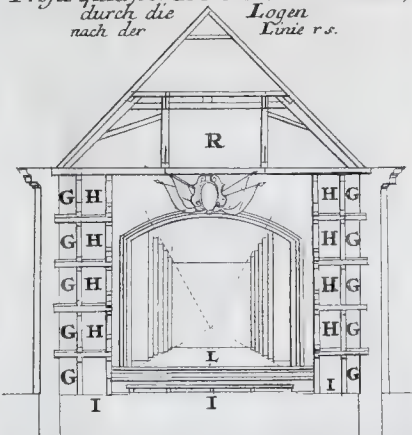 durch die Logen
nach der Linie r s.
R
G H H G
G H H G
G H H G
G H H G
G L I G
I I